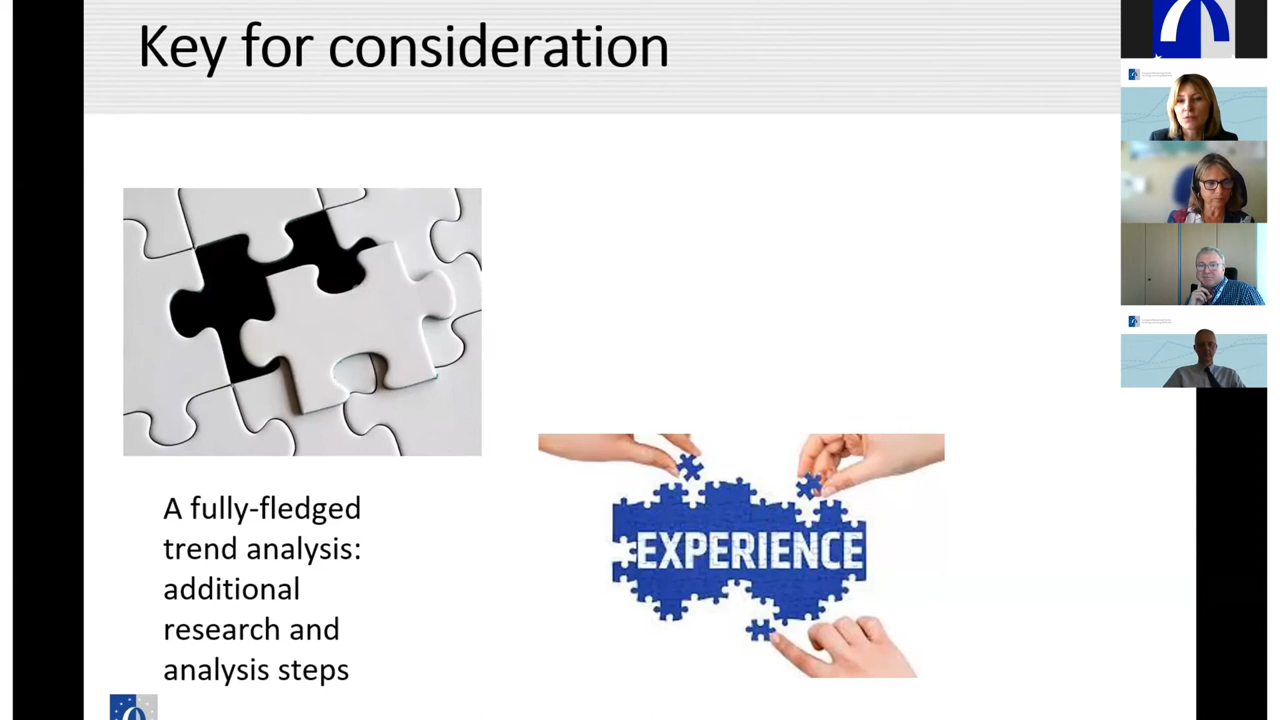 Key for consideration
A fully-fledged
trend analysis:
additional
research and
analysis steps
EXPERIENCE